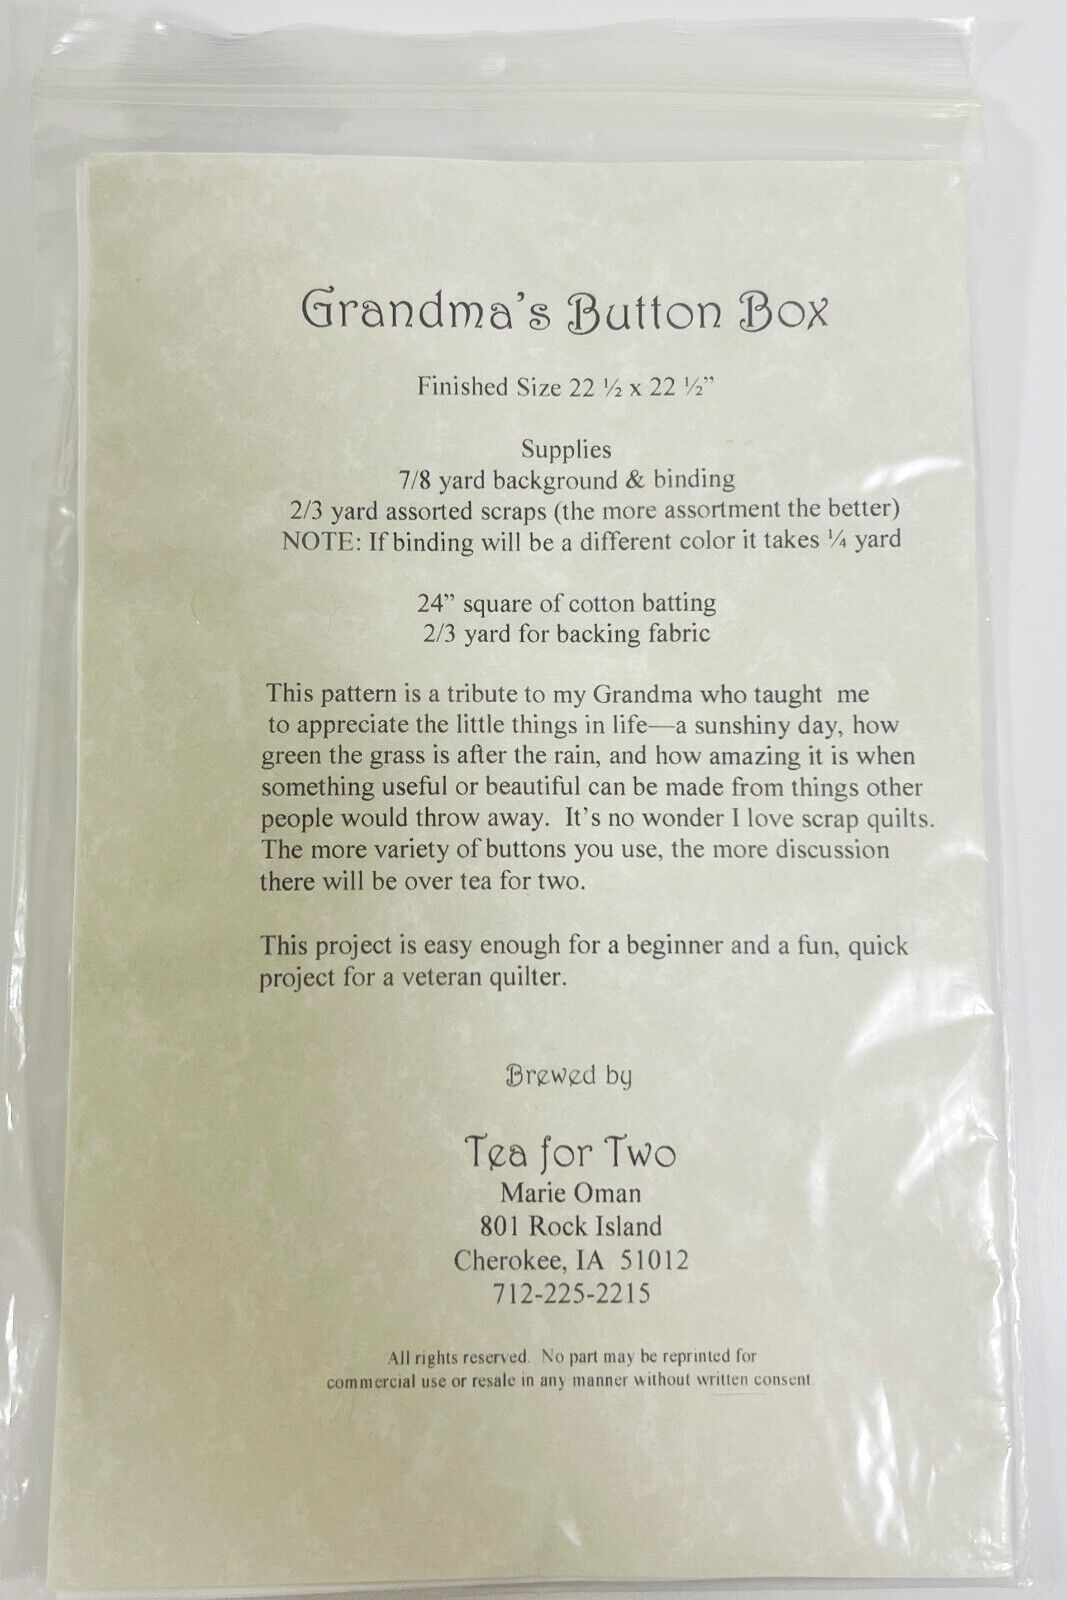 Grandma's Button Box
Finished Size 22 ½ x 22 ½”
Supplies
7/8 yard background & binding
2/3 yard assorted scraps (the more assortment the better)
NOTE: If binding will be a different color it takes ¼ yard
24” square of cotton batting
2/3 yard for backing fabric
This pattern is a tribute to my Grandma who taught me
to appreciate the little things in life—a sunshiny day, how
green the grass is after the rain, and how amazing it is when
something useful or beautiful can be made from things other
people would throw away. It's no wonder I love scrap quilts.
The more variety of buttons you use, the more discussion
there will be over tea for two.
This project is easy enough for a beginner and a fun, quick
project for a veteran quilter.
Brewed by
Tea for Two
Marie Oman
801 Rock Island
Cherokee, IA 51012
712-225-2215
All rights reserved. No part may be reprinted for
commercial use or resale in any manner without written consent.